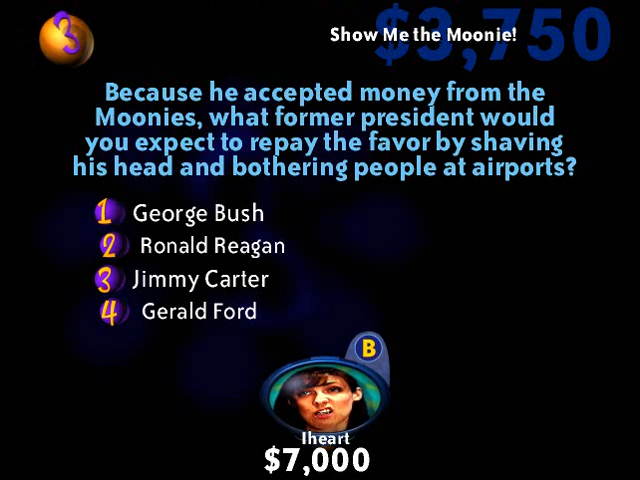 3
Show Me the Moonie!
$3,750
Because he accepted money from the
Moonies, what former president would
you expect to repay the favor by shaving
his head and bothering people at airports?
1 George Bush
2 Ronald Reagan
3 Jimmy Carter
4 Gerald Ford
B
Iheart
$7,000